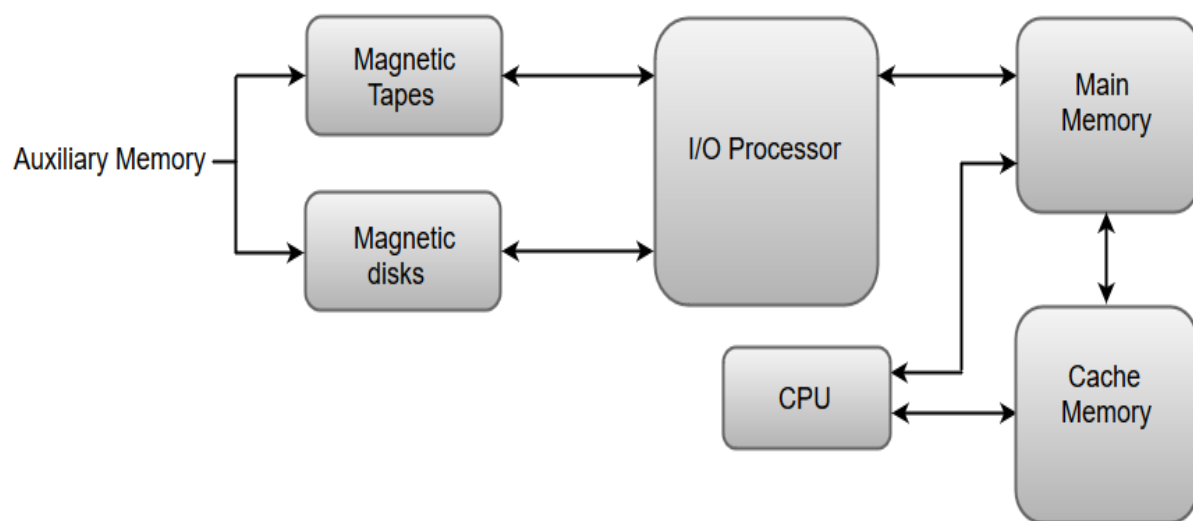 Magnetic
Tapes
Auxiliary Memory
Magnetic
disks
I/O Processor
Main
Memory
CPU
Cache
Memory